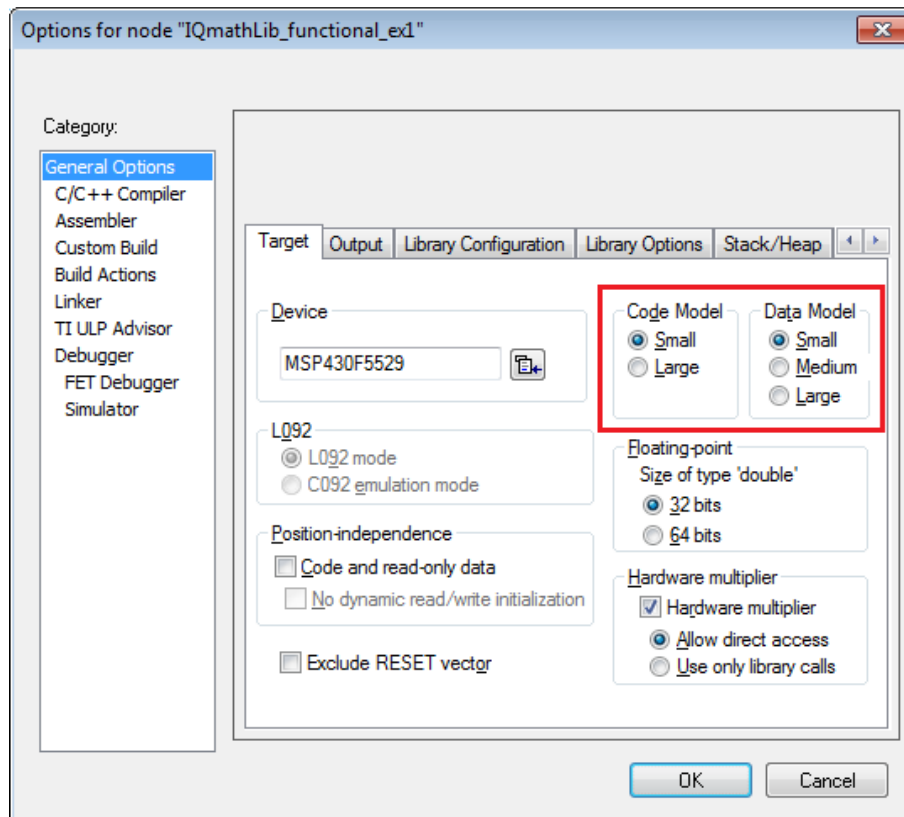 Options for node "IQmathLib_functional_ex1"
Category:
General Options
C/C++ Compiler
Assembler
Custom Build
Build Actions
Linker
TI ULP Advisor
Debugger
FET Debugger
Simulator
Target Output Library Configuration Library Options Stack/Heap
Device
MSP430F5529
Code Model
Small
Large
Data Model
Small
Medium
Large
L092
L092 mode
C092 emulation mode
Floating-point
Size of type 'double'
32 bits
64 bits
Position-independence
Code and read-only data
No dynamic read/write initialization
Hardware multiplier
Hardware multiplier
Allow direct access
Use only library calls
Exclude RESET vector
OK Cancel